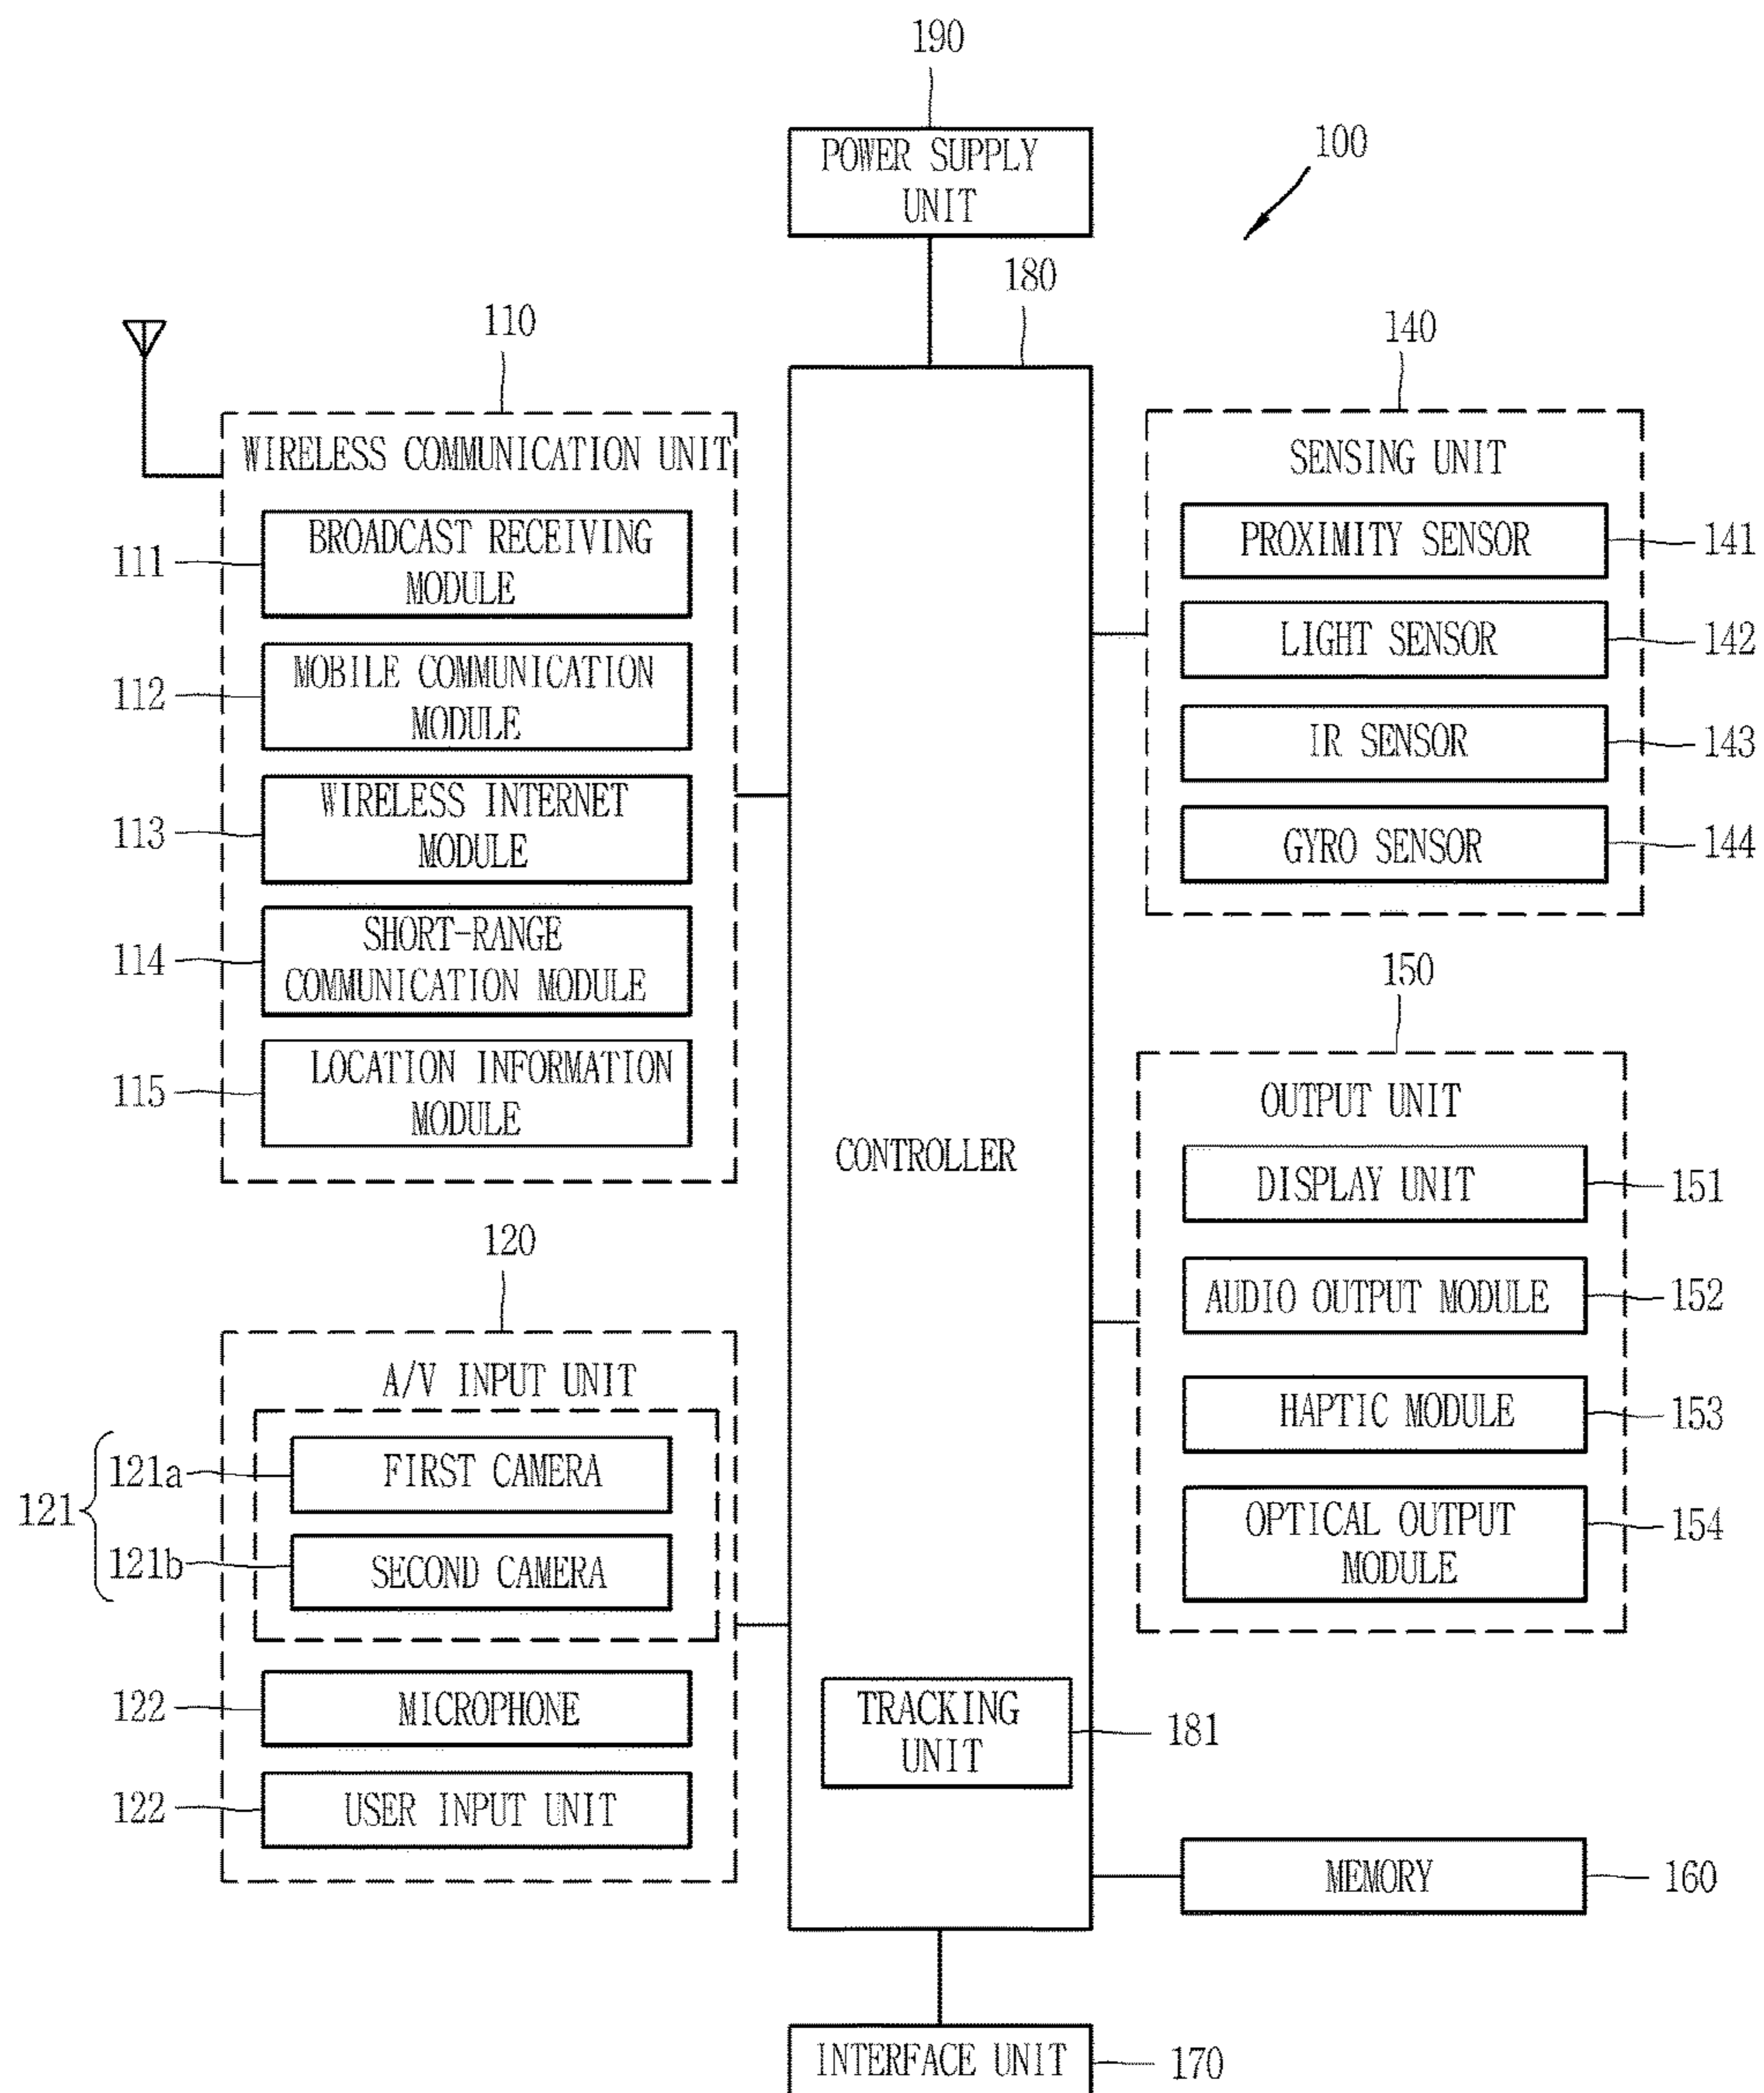 190
POWER SUPPLY
UNIT
100
180
110
WIRELESS COMMUNICATION UNIT
111
BROADCAST RECEIVING
MODULE
112
MOBILE COMMUNICATION
MODULE
113
WIRELESS INTERNET
MODULE
114
SHORT-RANGE
COMMUNICATION MODULE
115
LOCATION INFORMATION
MODULE
120
A/V INPUT UNIT
121
121a
FIRST CAMERA
121b
SECOND CAMERA
122
MICROPHONE
122
USER INPUT UNIT
CONTROLLER
TRACKING
UNIT
181
140
SENSING UNIT
PROXIMITY SENSOR
141
LIGHT SENSOR
142
IR SENSOR
143
GYRO SENSOR
144
150
OUTPUT UNIT
DISPLAY UNIT
151
AUDIO OUTPUT MODULE
152
HAPTIC MODULE
153
OPTICAL OUTPUT
MODULE
154
MEMORY
160
INTERFACE UNIT
170